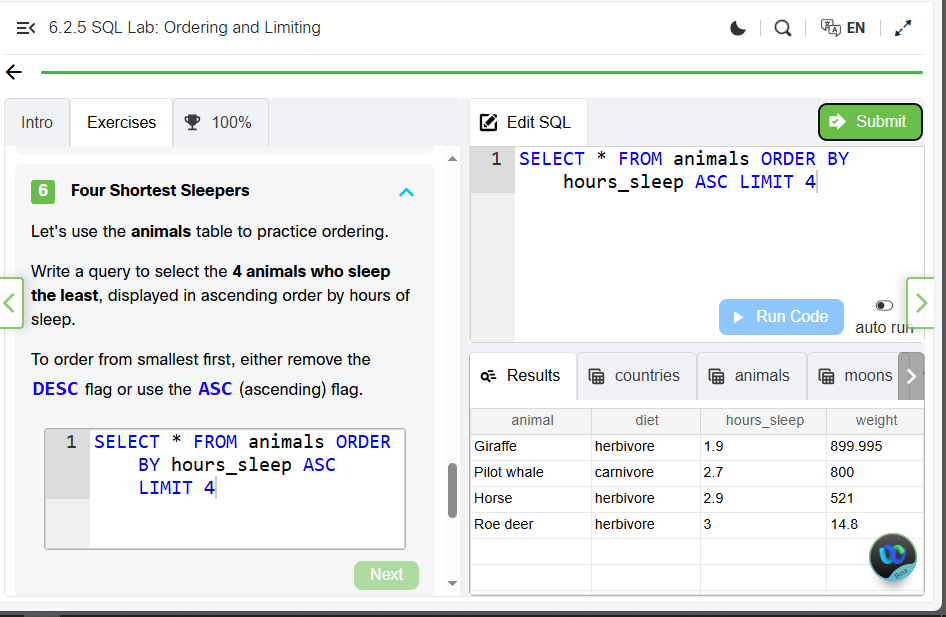 6.2.5 SQL Lab: Ordering and Limiting
EN
Intro
Exercises
100%
6 Four Shortest Sleepers
Let's use the animals table to practice ordering.
Write a query to select the 4 animals who sleep
the least, displayed in ascending order by hours of
sleep.
To order from smallest first, either remove the
DESC flag or use the ASC (ascending) flag.
1 SELECT * FROM animals ORDER
BY hours_sleep ASC
LIMIT 4
Next
Edit SQL
Submit
1 SELECT * FROM animals ORDER BY
hours_sleep ASC LIMIT 4
Run Code
auto run
Results
countries
animals
moons
animal diet hours_sleep weight
Giraffe herbivore 1.9 899.995
Pilot whale carnivore 2.7 800
Horse herbivore 2.9 521
Roe deer herbivore 3 14.8
Beta